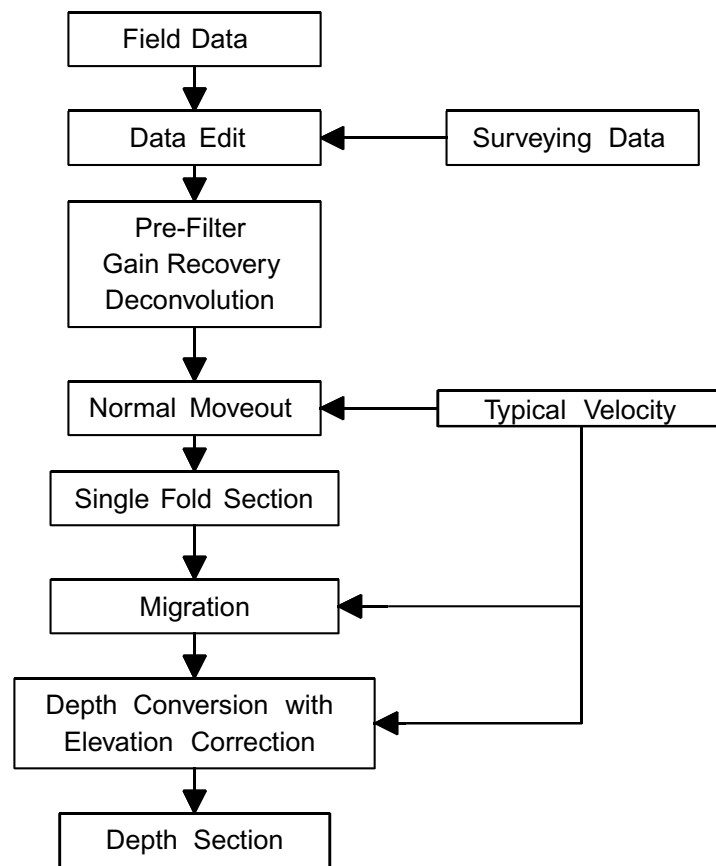 Field Data
Data Edit
Surveying Data
Pre-Filter
Gain Recovery
Deconvolution
Normal Moveout
Typical Velocity
Single Fold Section
Migration
Depth Conversion with
Elevation Correction
Depth Section